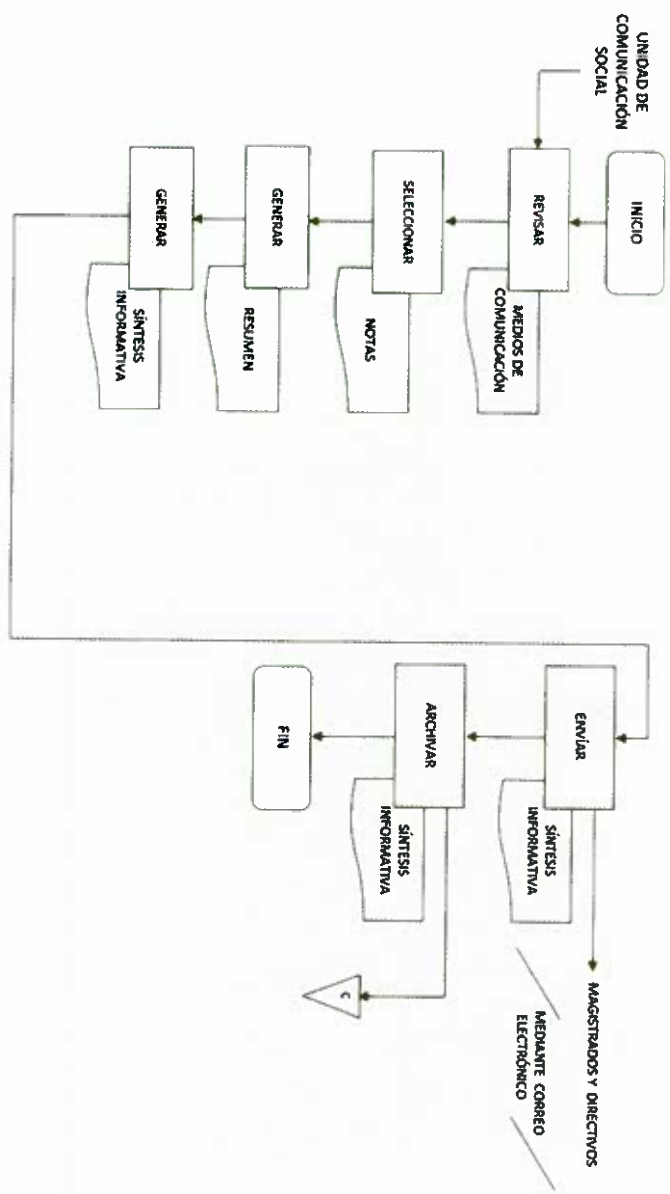 UNIDAD DE
COMUNICACIÓN
SOCIAL
INICIO
REVISAR
MEDIOS DE
COMUNICACIÓN
SELECCIONAR
NOTAS
GENERAR
RESUMEN
GENERAR
SÍNTESIS
INFORMATIVA
ENVÍAR
SÍNTESIS
INFORMATIVA
MAGISTRADOS Y DIRECTIVOS
MEDIANTE CORREO
ELECTRÓNICO
ARCHIVAR
SÍNTESIS
INFORMATIVA
C
FIN